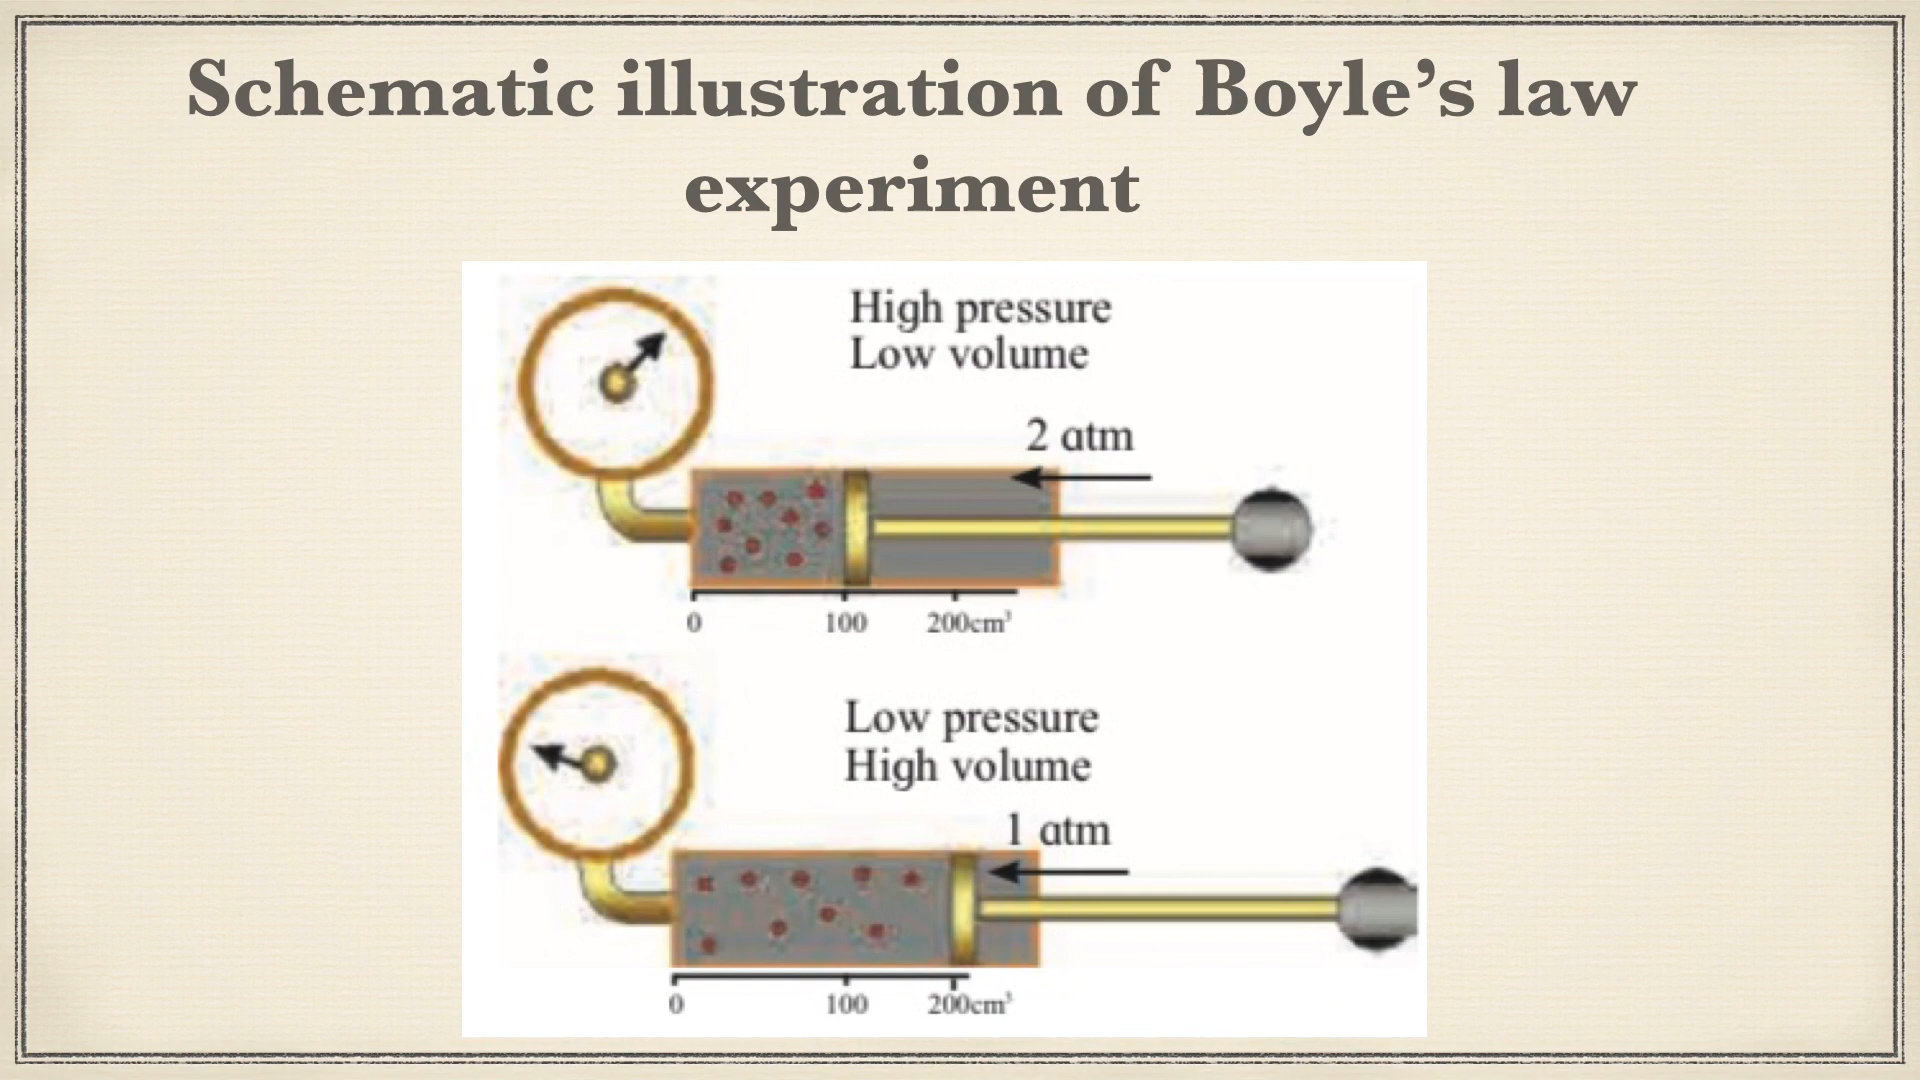 Schematic illustration of Boyle’s law
experiment
High pressure
Low volume
2 atm
0 100 200cm³
Low pressure
High volume
1 atm
0 100 200cm³